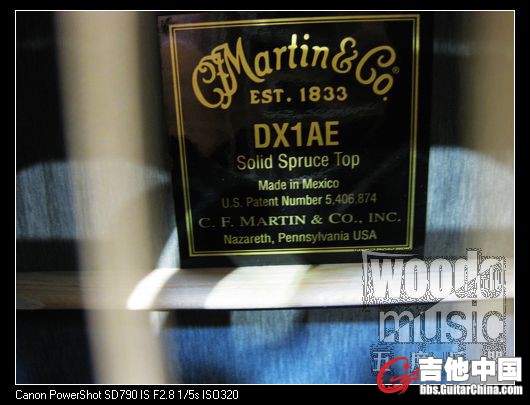 C.F. Martin & Co.®
EST. 1833
DX1AE
Solid Spruce Top
Made in Mexico
U.S. Patent Number 5,406,874
C. F. MARTIN & CO., INC.
Nazareth, Pennsylvania USA
woodo
music
吉他中国
bbs.GuitarChina.com
Canon PowerShot SD790 IS F2.8 1/5s ISO320